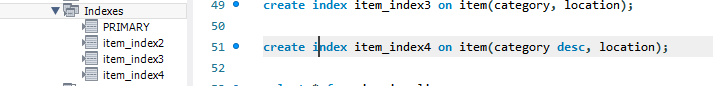 Indexes
PRIMARY
item_index2
item_index3
item_index4
49 create index item_index3 on item(category, location);
50
51 create index item_index4 on item(category desc, location);
52